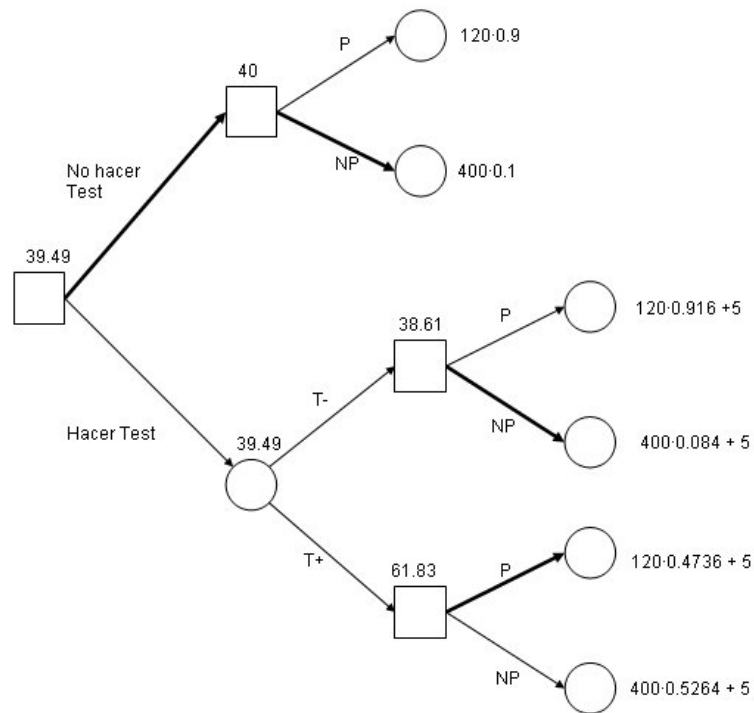 P
120·0.9
40
NP
400·0.1
No hacer
Test
39.49
P
120·0.916 +5
38.61
T-
NP
400·0.084 + 5
Hacer Test
39.49
T+
61.83
P
120·0.4736 + 5
NP
400·0.5264 + 5